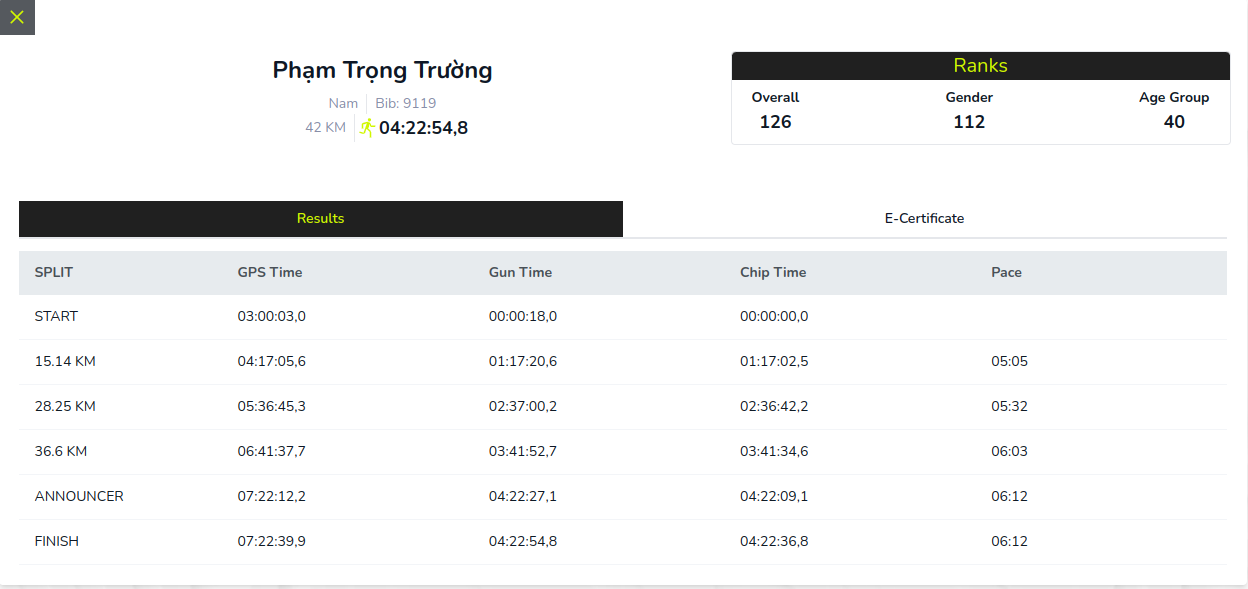 Phạm Trọng Trường
Nam Bib: 9119
42 KM 04:22:54,8
Ranks
Overall Gender Age Group
126 112 40
Results E-Certificate
SPLIT GPS Time Gun Time Chip Time Pace
START 03:00:03,0 00:00:18,0 00:00:00,0
15.14 KM 04:17:05,6 01:17:20,6 01:17:02,5 05:05
28.25 KM 05:36:45,3 02:37:00,2 02:36:42,2 05:32
36.6 KM 06:41:37,7 03:41:52,7 03:41:34,6 06:03
ANNOUNCER 07:22:12,2 04:22:27,1 04:22:09,1 06:12
FINISH 07:22:39,9 04:22:54,8 04:22:36,8 06:12